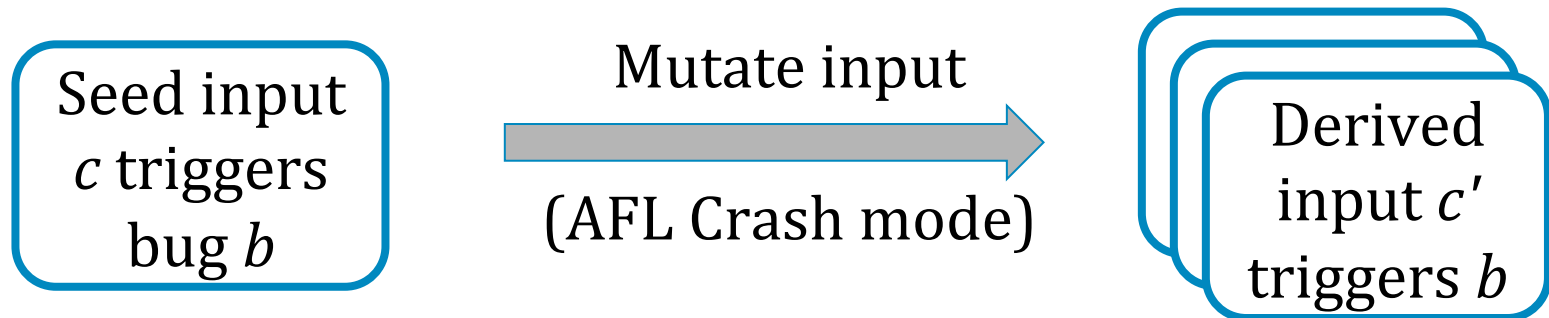 Seed input
c triggers
bug b
Mutate input
(AFL Crash mode)
Derived
input c′
triggers b